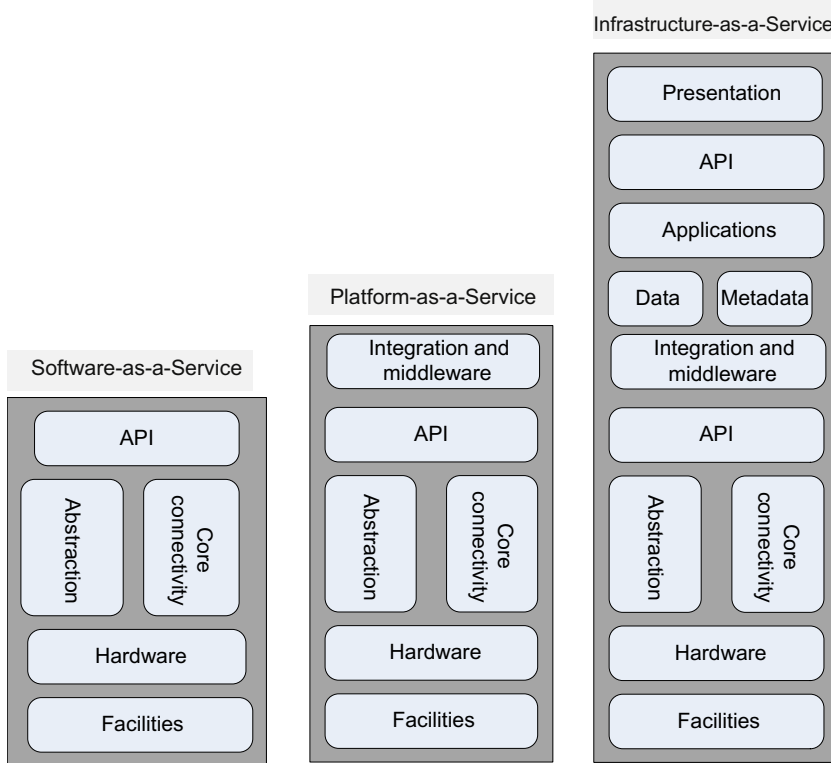 Software-as-a-Service
API
Abstraction
Core
connectivity
Hardware
Facilities
Platform-as-a-Service
Integration and
middleware
API
Abstraction
Core
connectivity
Hardware
Facilities
Infrastructure-as-a-Service
Presentation
API
Applications
Data
Metadata
Integration and
middleware
API
Abstraction
Core
connectivity
Hardware
Facilities